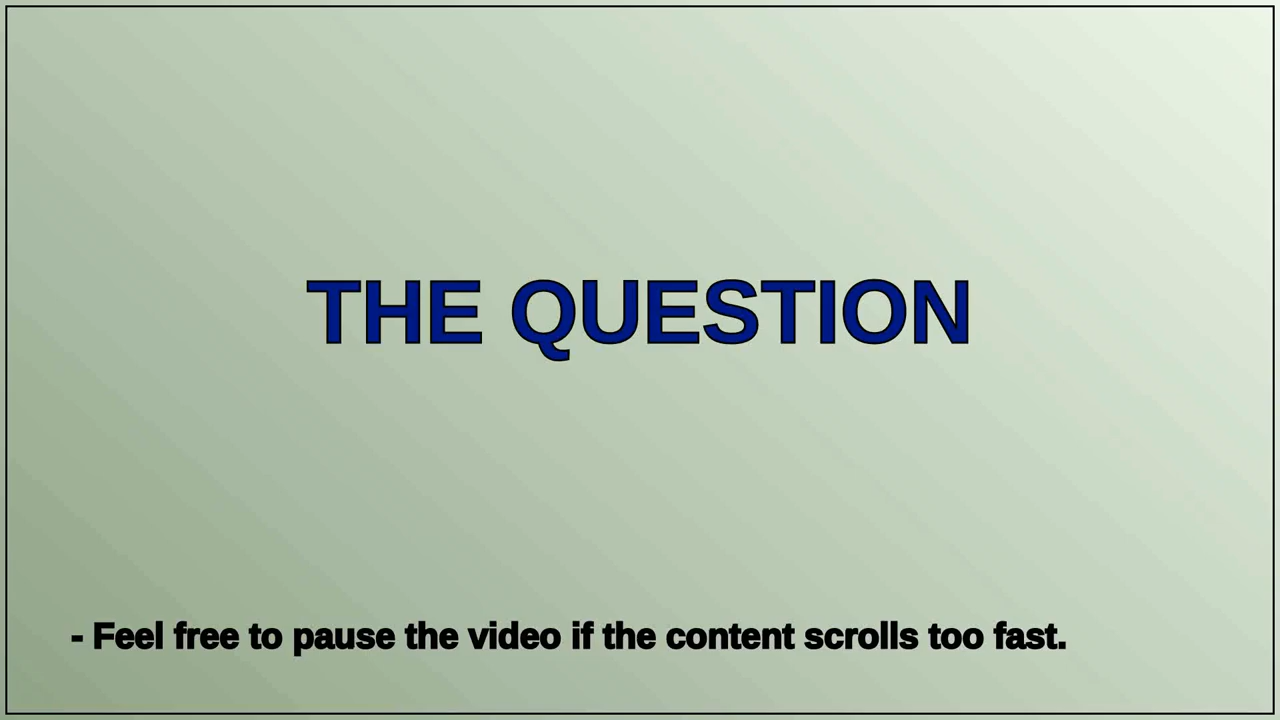 THE QUESTION
- Feel free to pause the video if the content scrolls too fast.